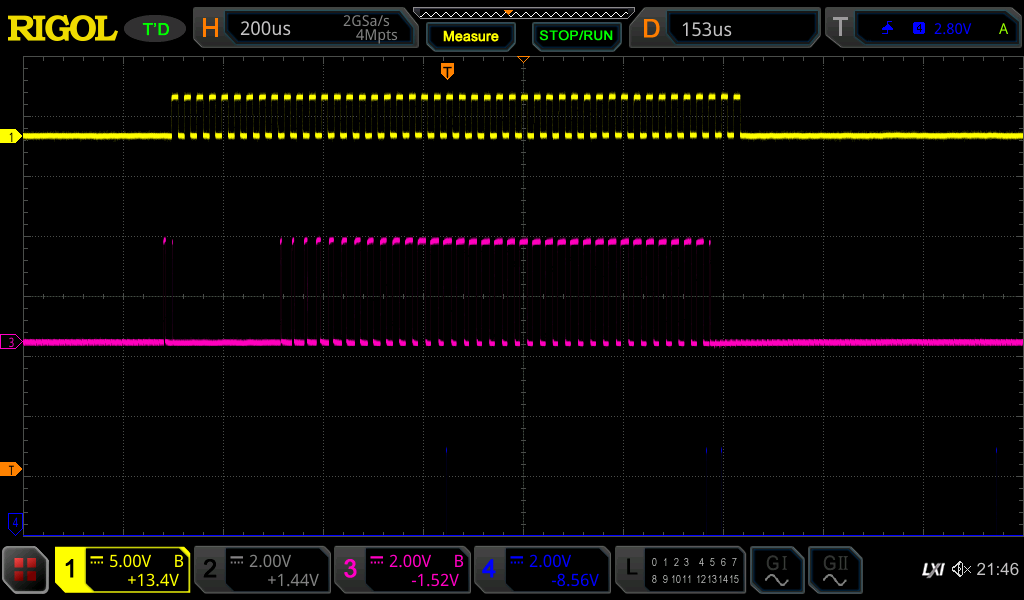 RIGOL T'D H 200us 2GSa/s 4Mpts Measure STOP/RUN D 153us T 1 2.80V A
T
1
3
T
4
1 5.00V B +13.4V 2 2.00V +1.44V 3 2.00V B -1.52V 4 2.00V -8.56V L 0 1 2 3 4 5 6 7 GI GII LXI 21:46
8 9 10 11 12 13 14 15